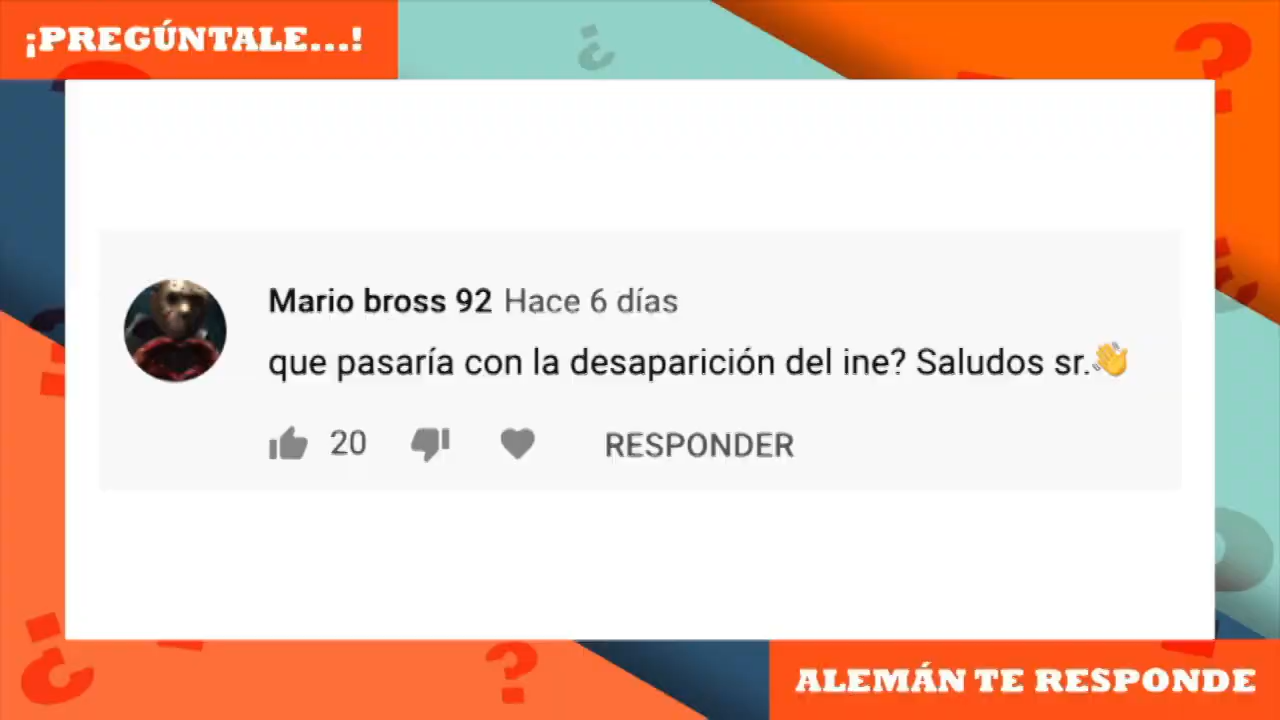 ¡PREGÚNTALE...!
Mario bross 92 Hace 6 días
que pasaría con la desaparición del ine? Saludos sr.👋
20 RESPONDER
ALEMÁN TE RESPONDE